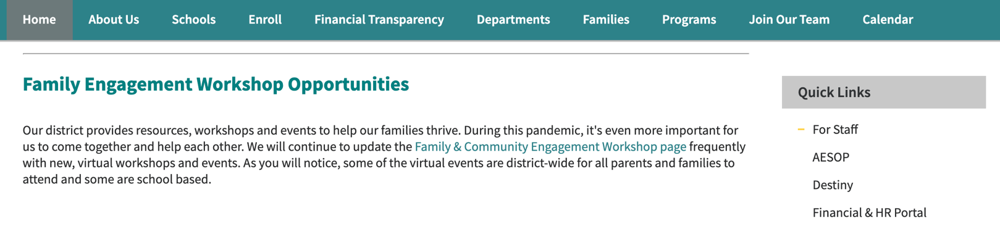 Home About Us Schools Enroll Financial Transparency Departments Families Programs Join Our Team Calendar
Family Engagement Workshop Opportunities
Our district provides resources, workshops and events to help our families thrive. During this pandemic, it's even more important for
us to come together and help each other. We will continue to update the Family & Community Engagement Workshop page frequently
with new, virtual workshops and events. As you will notice, some of the virtual events are district-wide for all parents and families to
attend and some are school based.
Quick Links
For Staff
AESOP
Destiny
Financial & HR Portal